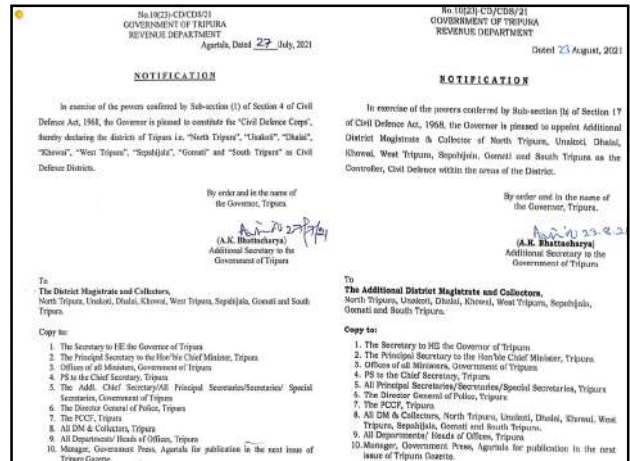 No.10(23)-CD/CDS/21
GOVERNMENT OF TRIPURA
REVENUE DEPARTMENT
Agartala, Dated 27 July, 2021
NOTIFICATION
In exercise of the powers conferred by Sub-section (1) of Section 4 of Civil
Defence Act, 1968, the Governor is pleased to constitute the "Civil Defence Corps",
thereby declaring the districts of Tripura i.e. "North Tripura", "Unakoti", "Dhalai",
"Khowai", "West Tripura", "Sepahijala", "Gomati" and "South Tripura" as Civil
Defence Districts.
By order and in the name of
the Governor, Tripura
27/7/21
(A.K. Bhattacharya)
Additional Secretary to the
Government of Tripura
To
The District Magistrate and Collectors,
North Tripura, Unakoti, Dhalai, Khowai, West Tripura, Sepahijala, Gomati and South
Tripura.
Copy to:
1. The Secretary to HE the Governor of Tripura
2. The Principal Secretary to the Hon'ble Chief Minister, Tripura
3. Offices of all Ministers, Government of Tripura
4. PS to the Chief Secretary, Tripura
5. The Addl. Chief Secretary/All Principal Secretaries/Secretaries/ Special
Secretaries, Government of Tripura
6. The Director General of Police, Tripura
7. The PCCF, Tripura
8. All DM & Collectors, Tripura
9. All Departments/ Heads of Offices, Tripura
10. Manager, Government Press, Agartala for publication in the next issue of
Tripura Gazette.
No.10(23)-CD/CDS/21
GOVERNMENT OF TRIPURA
REVENUE DEPARTMENT
Dated 23 August, 2021
NOTIFICATION
In exercise of the powers conferred by Sub-section [b] of Section 17
of Civil Defence Act, 1968, the Governor is pleased to appoint Additional
District Magistrate & Collector of North Tripura, Unakoti, Dhalai,
Khowai, West Tripura, Sepahijala, Gomati and South Tripura as the
Controller, Civil Defence within the areas of the District.
By order and in the name of
the Governor, Tripura.
23.8.21
(A.K. Bhattacharya)
Additional Secretary to the
Government of Tripura
To
The Additional District Magistrate and Collectors,
North Tripura, Unakoti, Dhalai, Khowai, West Tripura, Sepahijala,
Gomati and South Tripura.
Copy to:
1. The Secretary to HE the Governor of Tripura
2. The Principal Secretary to the Hon'ble Chief Minister, Tripura.
3. Offices of all Ministers, Government of Tripura
4. PS to the Chief Secretary, Tripura
5. All Principal Secretaries/Secretaries/Special Secretaries, Tripura
6. The Director General of Police, Tripura
7. The PCCF, Tripura
8. All DM & Collectors, North Tripura, Unakoti, Dhalai, Khowai, West
Tripura, Sepahijala, Gomati and South Tripura.
9. All Departments/ Heads of Offices, Tripura
10. Manager, Government Press, Agartala for publication in the next
issue of Tripura Gazette.